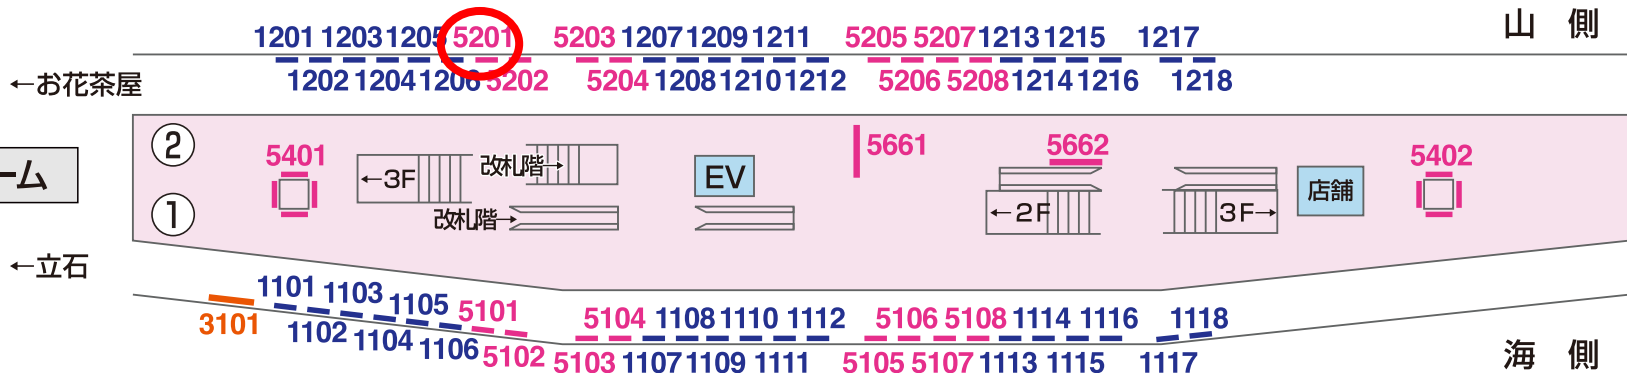 1201 1203 1205 5201 5203 1207 1209 1211 5205 5207 1213 1215 1217 山側
←お花茶屋 1202 1204 1206 5202 5204 1208 1210 1212 5206 5208 1214 1216 1218
② 5401 ←3F 改札階→ EV 5661 5662 店舗 5402
ーム
① 改札階→ ←2F 3F→
←立石
1101 1103 1105 5101 5104 1108 1110 1112 5106 5108 1114 1116 1118
3101 1102 1104 1106 5102 5103 1107 1109 1111 5105 5107 1113 1115 1117 海側